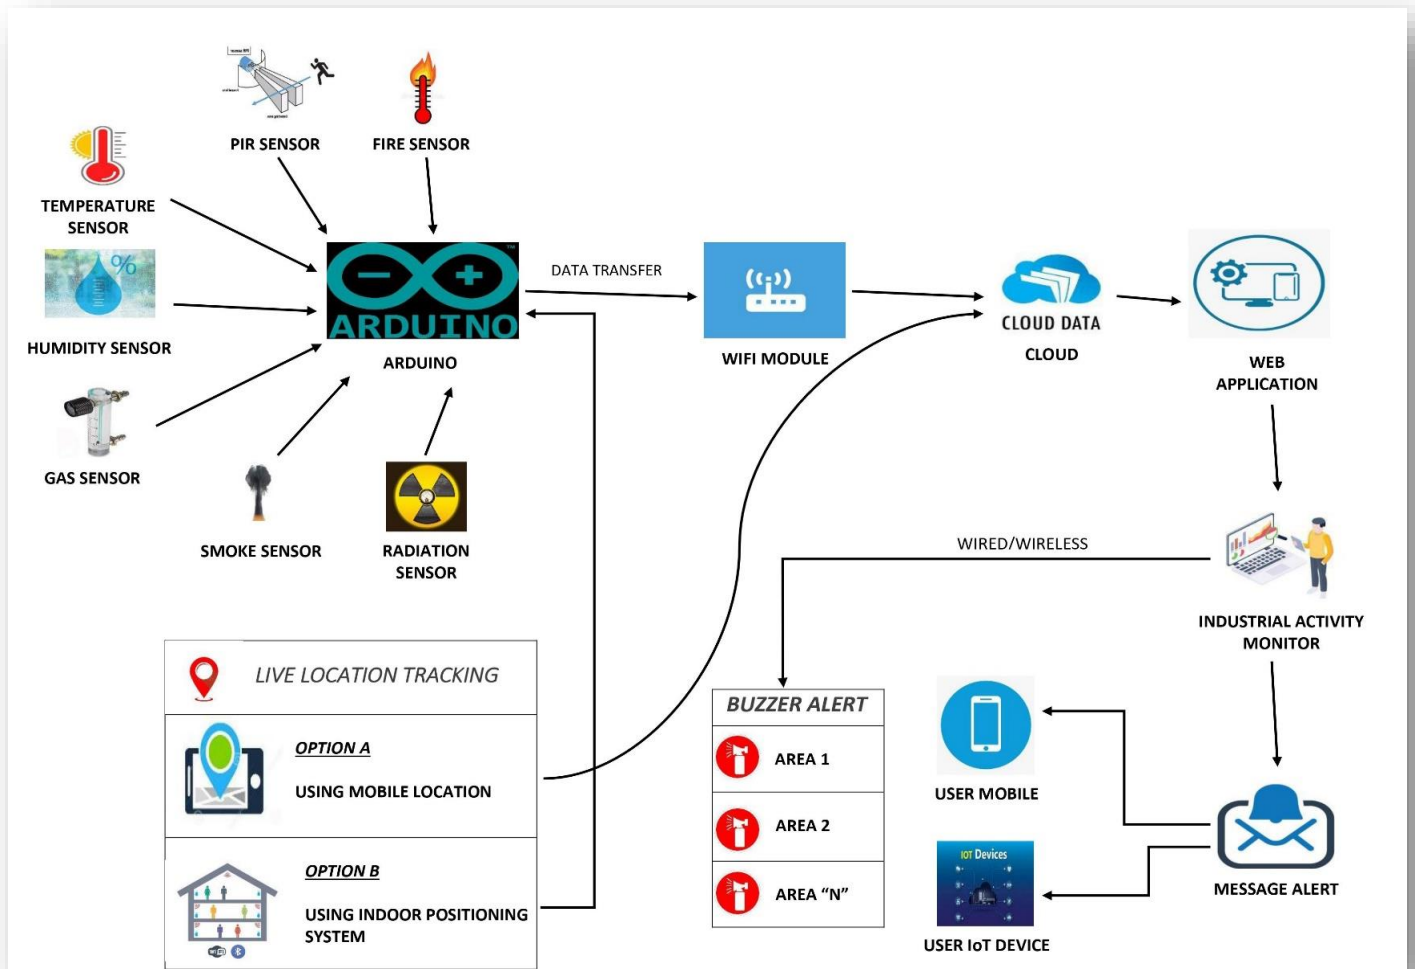 PIR SENSOR
FIRE SENSOR
TEMPERATURE
SENSOR
%
HUMIDITY SENSOR
GAS SENSOR
SMOKE SENSOR
RADIATION
SENSOR
TM
ARDUINO
ARDUINO
DATA TRANSFER
WIFI MODULE
CLOUD DATA
CLOUD
WEB
APPLICATION
WIRED/WIRELESS
INDUSTRIAL ACTIVITY
MONITOR
LIVE LOCATION TRACKING
OPTION A
USING MOBILE LOCATION
OPTION B
USING INDOOR POSITIONING
SYSTEM
BUZZER ALERT
AREA 1
AREA 2
AREA “N”
USER MOBILE
IOT Devices
USER IoT DEVICE
MESSAGE ALERT